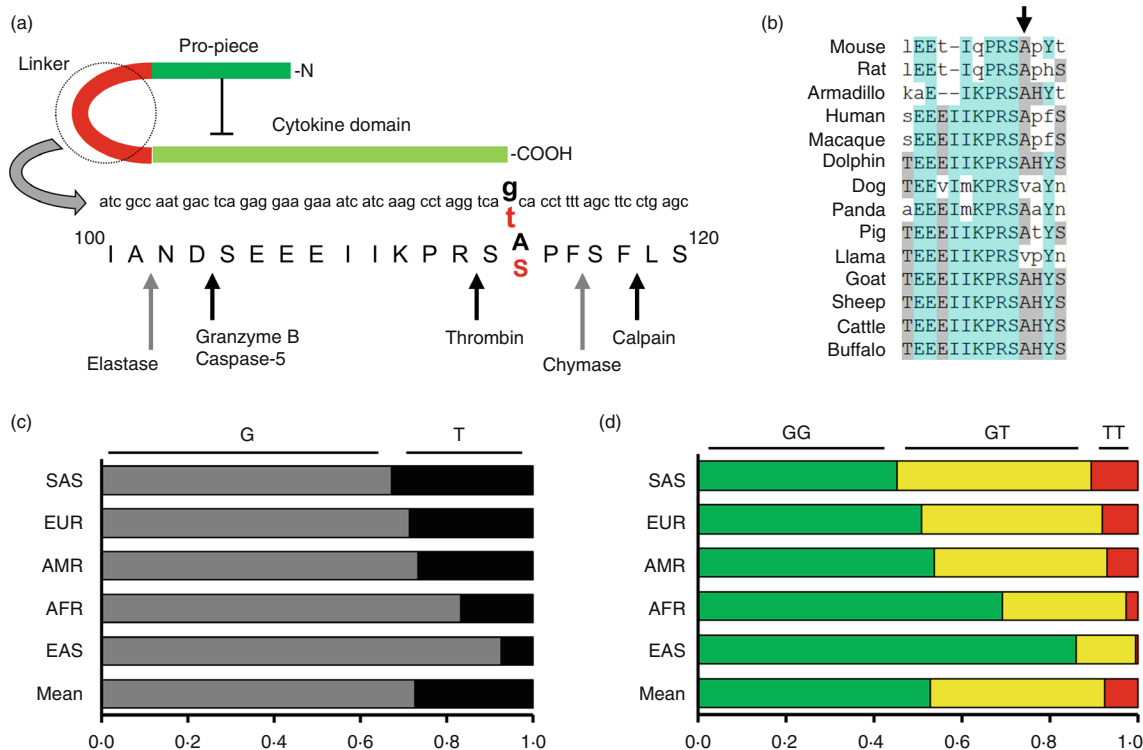 (a)
Pro-piece
Linker
-N
Cytokine domain
-COOH
atc gcc aat gac tca gag gaa gaa atc atc aag cct agg tca g ca cct ttt agc ttc ctg agc
t
100 I A N D S E E E I I K P R S A P F S F L S 120
S
Elastase
Granzyme B
Caspase-5
Thrombin
Chymase
Calpain
(b)
Mouse lEEt-IqPRSApYt
Rat lEEt-IqPRSAphS
Armadillo kaE--IKPRSAHYt
Human sEEEIIKPRSApfS
Macaque sEEEIIKPRSApfS
Dolphin TEEEIIKPRSAHYS
Dog TEEvImKPRSvaYn
Panda aEEEImKPRSAaYn
Pig TEEEIIKPRSAtYS
Llama TEEEIIKPRSvpYn
Goat TEEEIIKPRSAHYS
Sheep TEEEIIKPRSAHYS
Cattle TEEEIIKPRSAHYS
Buffalo TEEEIIKPRSAHYS
(c)
G T
SAS
EUR
AMR
AFR
EAS
Mean
0·0 0·2 0·4 0·6 0·8 1·0
(d)
GG GT TT
SAS
EUR
AMR
AFR
EAS
Mean
0·0 0·2 0·4 0·6 0·8 1.0